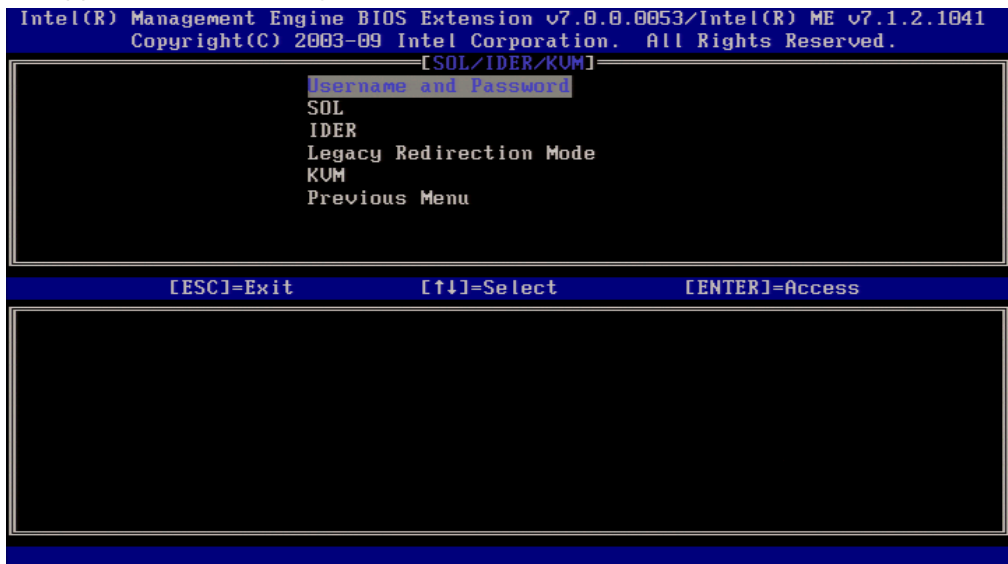 Intel(R) Management Engine BIOS Extension v7.0.0.0053/Intel(R) ME v7.1.2.1041
Copyright(C) 2003-09 Intel Corporation. All Rights Reserved.
[SOL/IDER/KVM]
Username and Password
SOL
IDER
Legacy Redirection Mode
KVM
Previous Menu
[ESC]=Exit [↑↓]=Select [ENTER]=Access